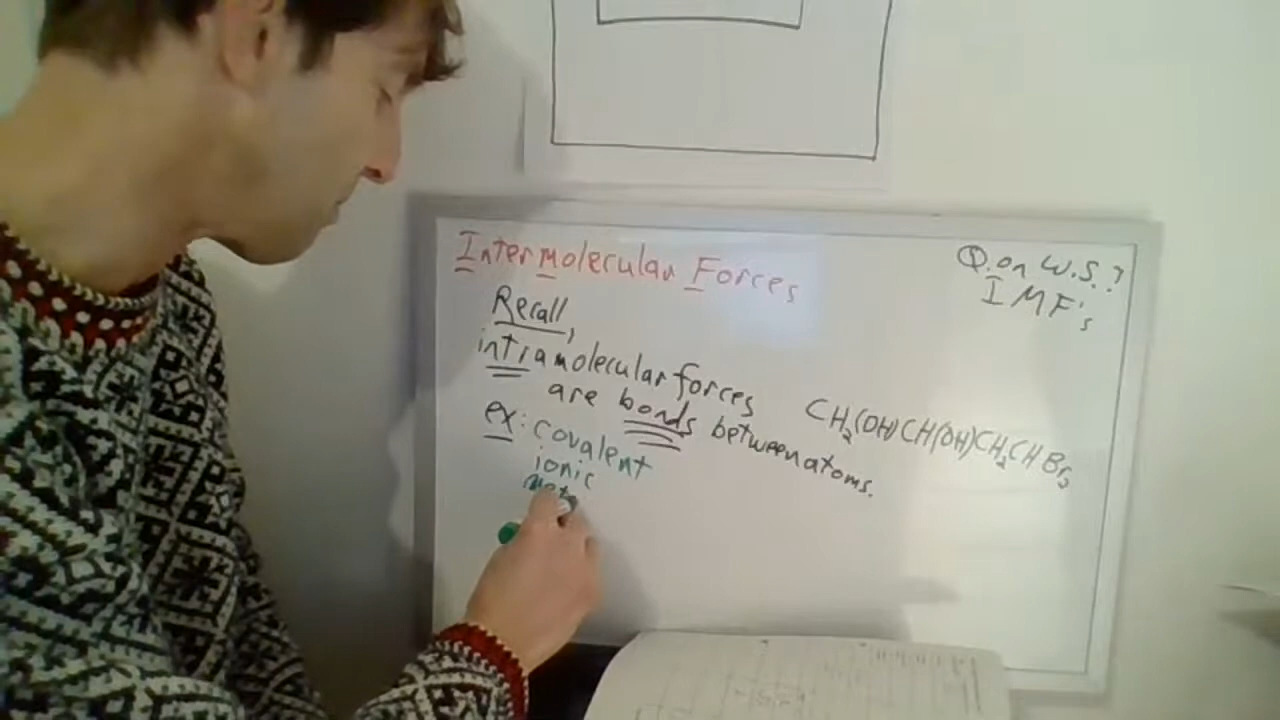 Intermolecular Forces
Q. on W.S.?
IMF's
Recall,
intramolecular forces
are bonds between atoms.
CH2(OH)CH(OH)CH2CHBr2
ex: covalent
ionic